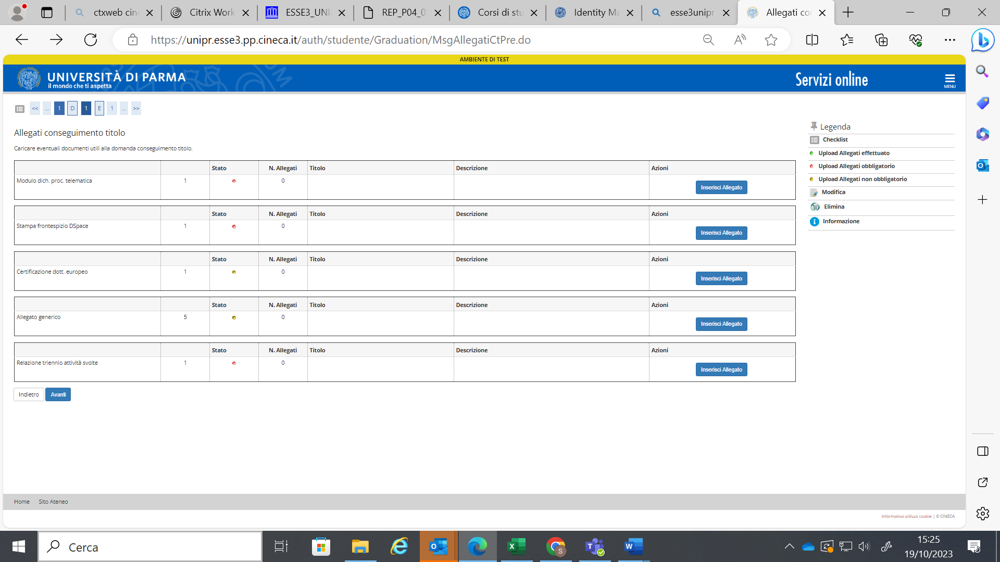 ctxweb cin
Citrix Work
ESSE3_UNI
REP_P04_0
Corsi di stu
Identity Ma
esse3unipr
Allegati co
https://unipr.esse3.pp.cineca.it/auth/studente/Graduation/MsgAllegatiCtPre.do
AMBIENTE DI TEST
UNIVERSITÀ DI PARMA
il mondo che ti aspetta
Servizi online
MENU
<< ... 1 D 1 E 1 ... >>
Allegati conseguimento titolo
Caricare eventuali documenti utili alla domanda conseguimento titolo.
Stato N. Allegati Titolo Descrizione Azioni
Modulo dich. proc. telematica 1 0 Inserisci Allegato
Stato N. Allegati Titolo Descrizione Azioni
Stampa frontespizio DSpace 1 0 Inserisci Allegato
Stato N. Allegati Titolo Descrizione Azioni
Certificazione dott. europeo 1 0 Inserisci Allegato
Stato N. Allegati Titolo Descrizione Azioni
Allegato generico 5 0 Inserisci Allegato
Stato N. Allegati Titolo Descrizione Azioni
Relazione triennio attività svolte 1 0 Inserisci Allegato
Indietro Avanti
Legenda
Checklist
Upload Allegati effettuato
Upload Allegati obbligatorio
Upload Allegati non obbligatorio
Modifica
Elimina
Informazione
Home Sito Ateneo
Informativa utilizzo cookie | © CINECA
Cerca
15:25
19/10/2023